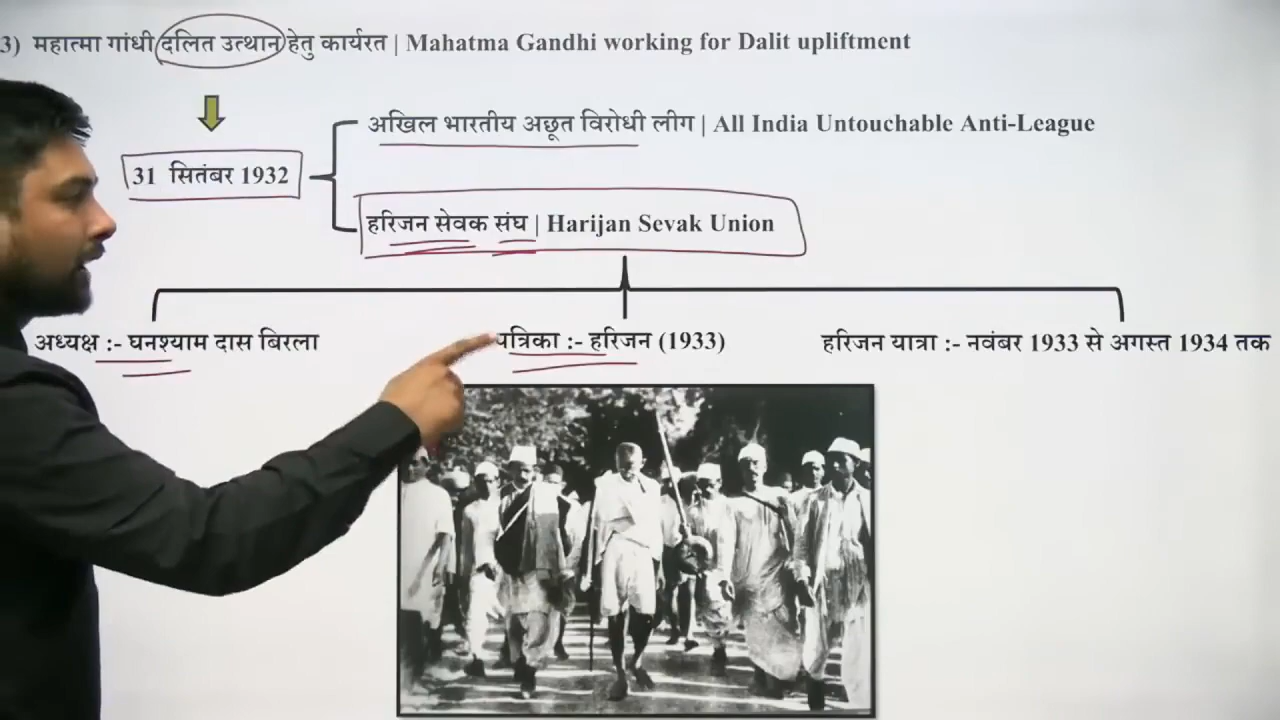 3) महात्मा गांधी दलित उत्थान हेतु कार्यरत | Mahatma Gandhi working for Dalit upliftment
अखिल भारतीय अछूत विरोधी लीग | All India Untouchable Anti-League
31 सितंबर 1932
हरिजन सेवक संघ | Harijan Sevak Union
अध्यक्ष :- घनश्याम दास बिरला
पत्रिका :- हरिजन (1933)
हरिजन यात्रा :- नवंबर 1933 से अगस्त 1934 तक